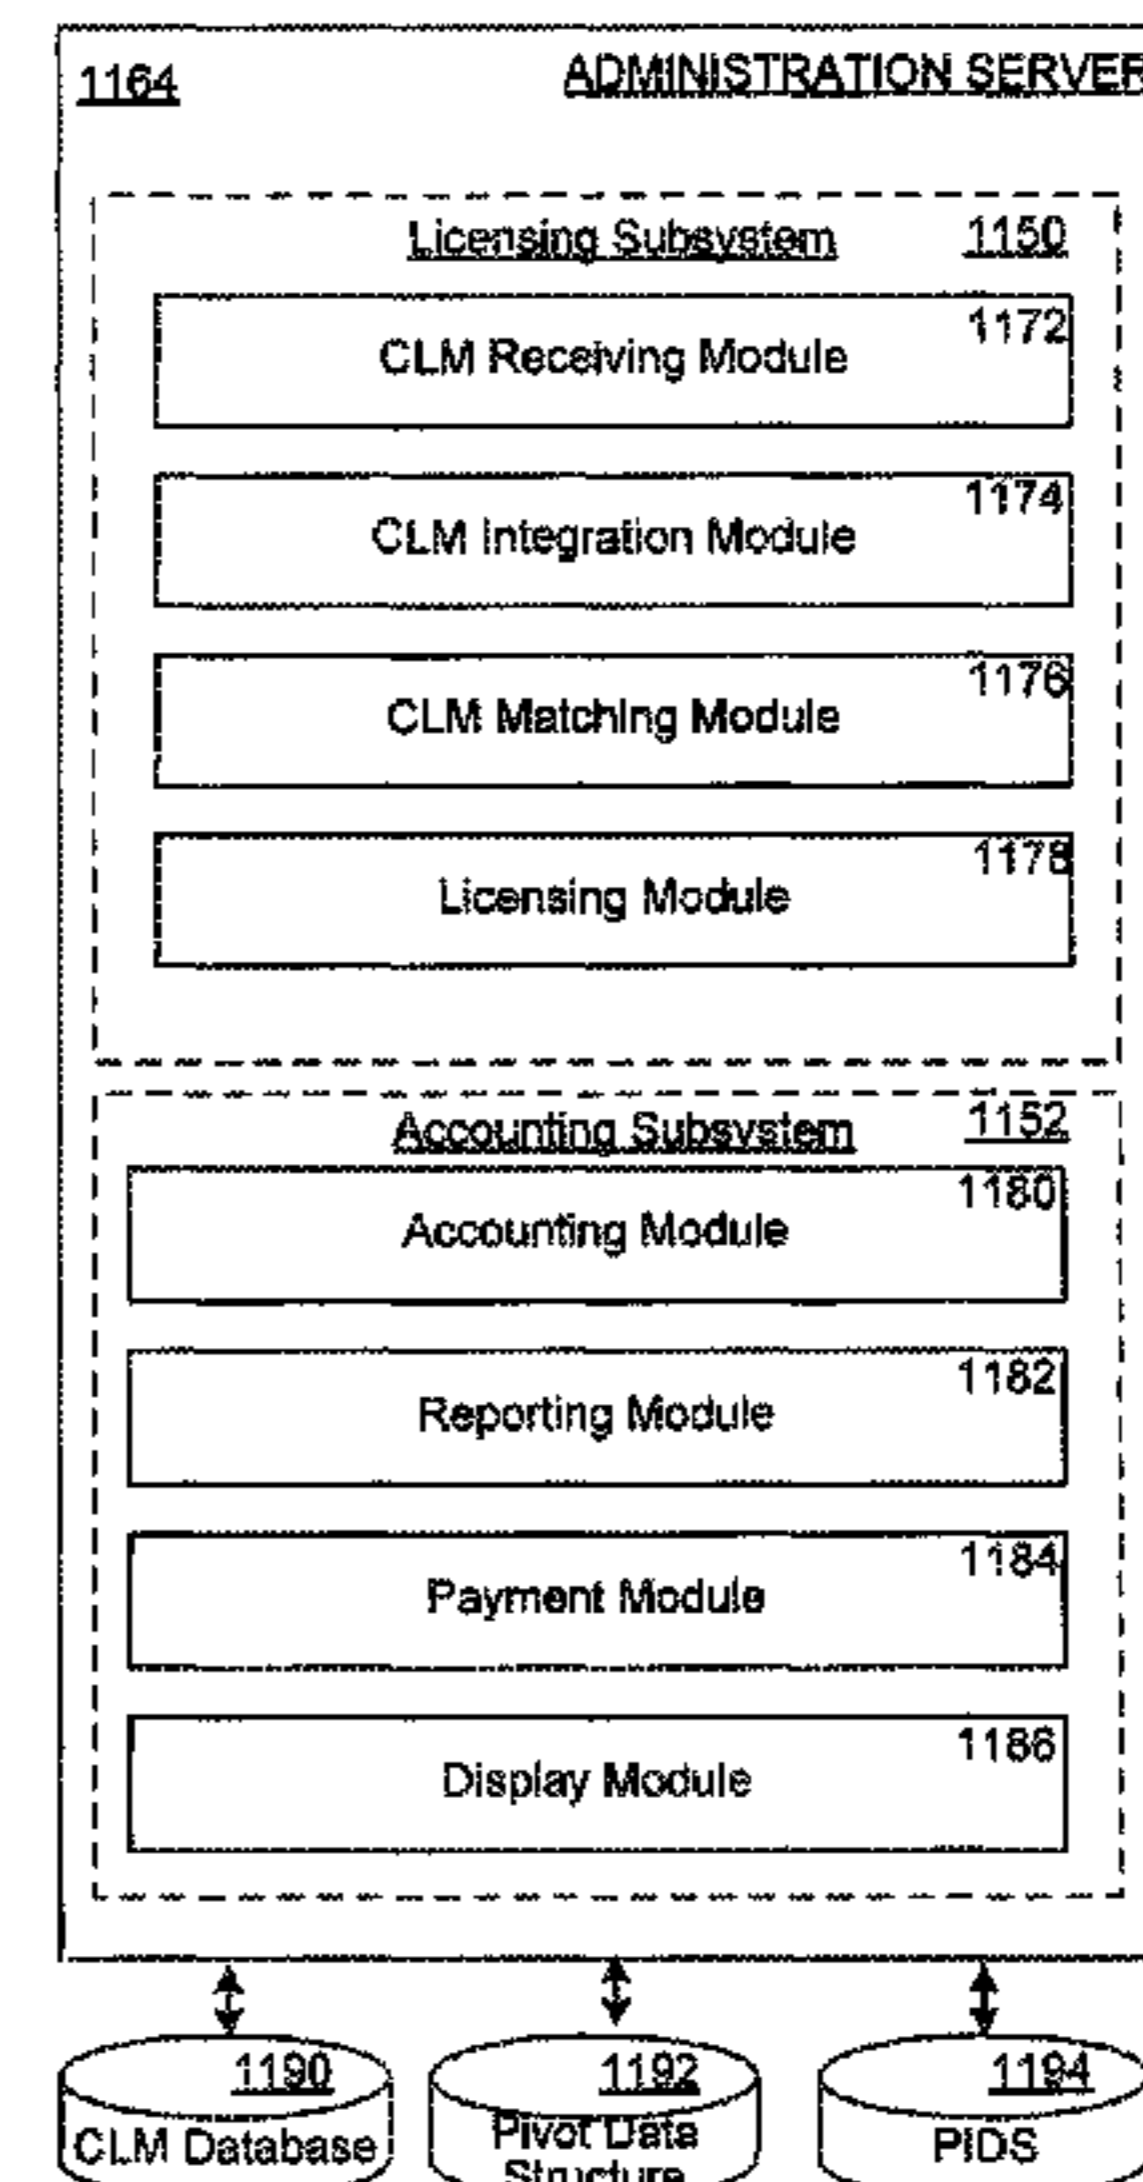 1164 ADMINISTRATION SERVER
Licensing Subsystem 1150
1172
CLM Receiving Module
1174
CLM Integration Module
1176
CLM Matching Module
1178
Licensing Module
Accounting Subsystem 1152
1180
Accounting Module
1182
Reporting Module
1184
Payment Module
1186
Display Module
1190
CLM Database
1192
Pivot Data
Structure
1194
PIDS